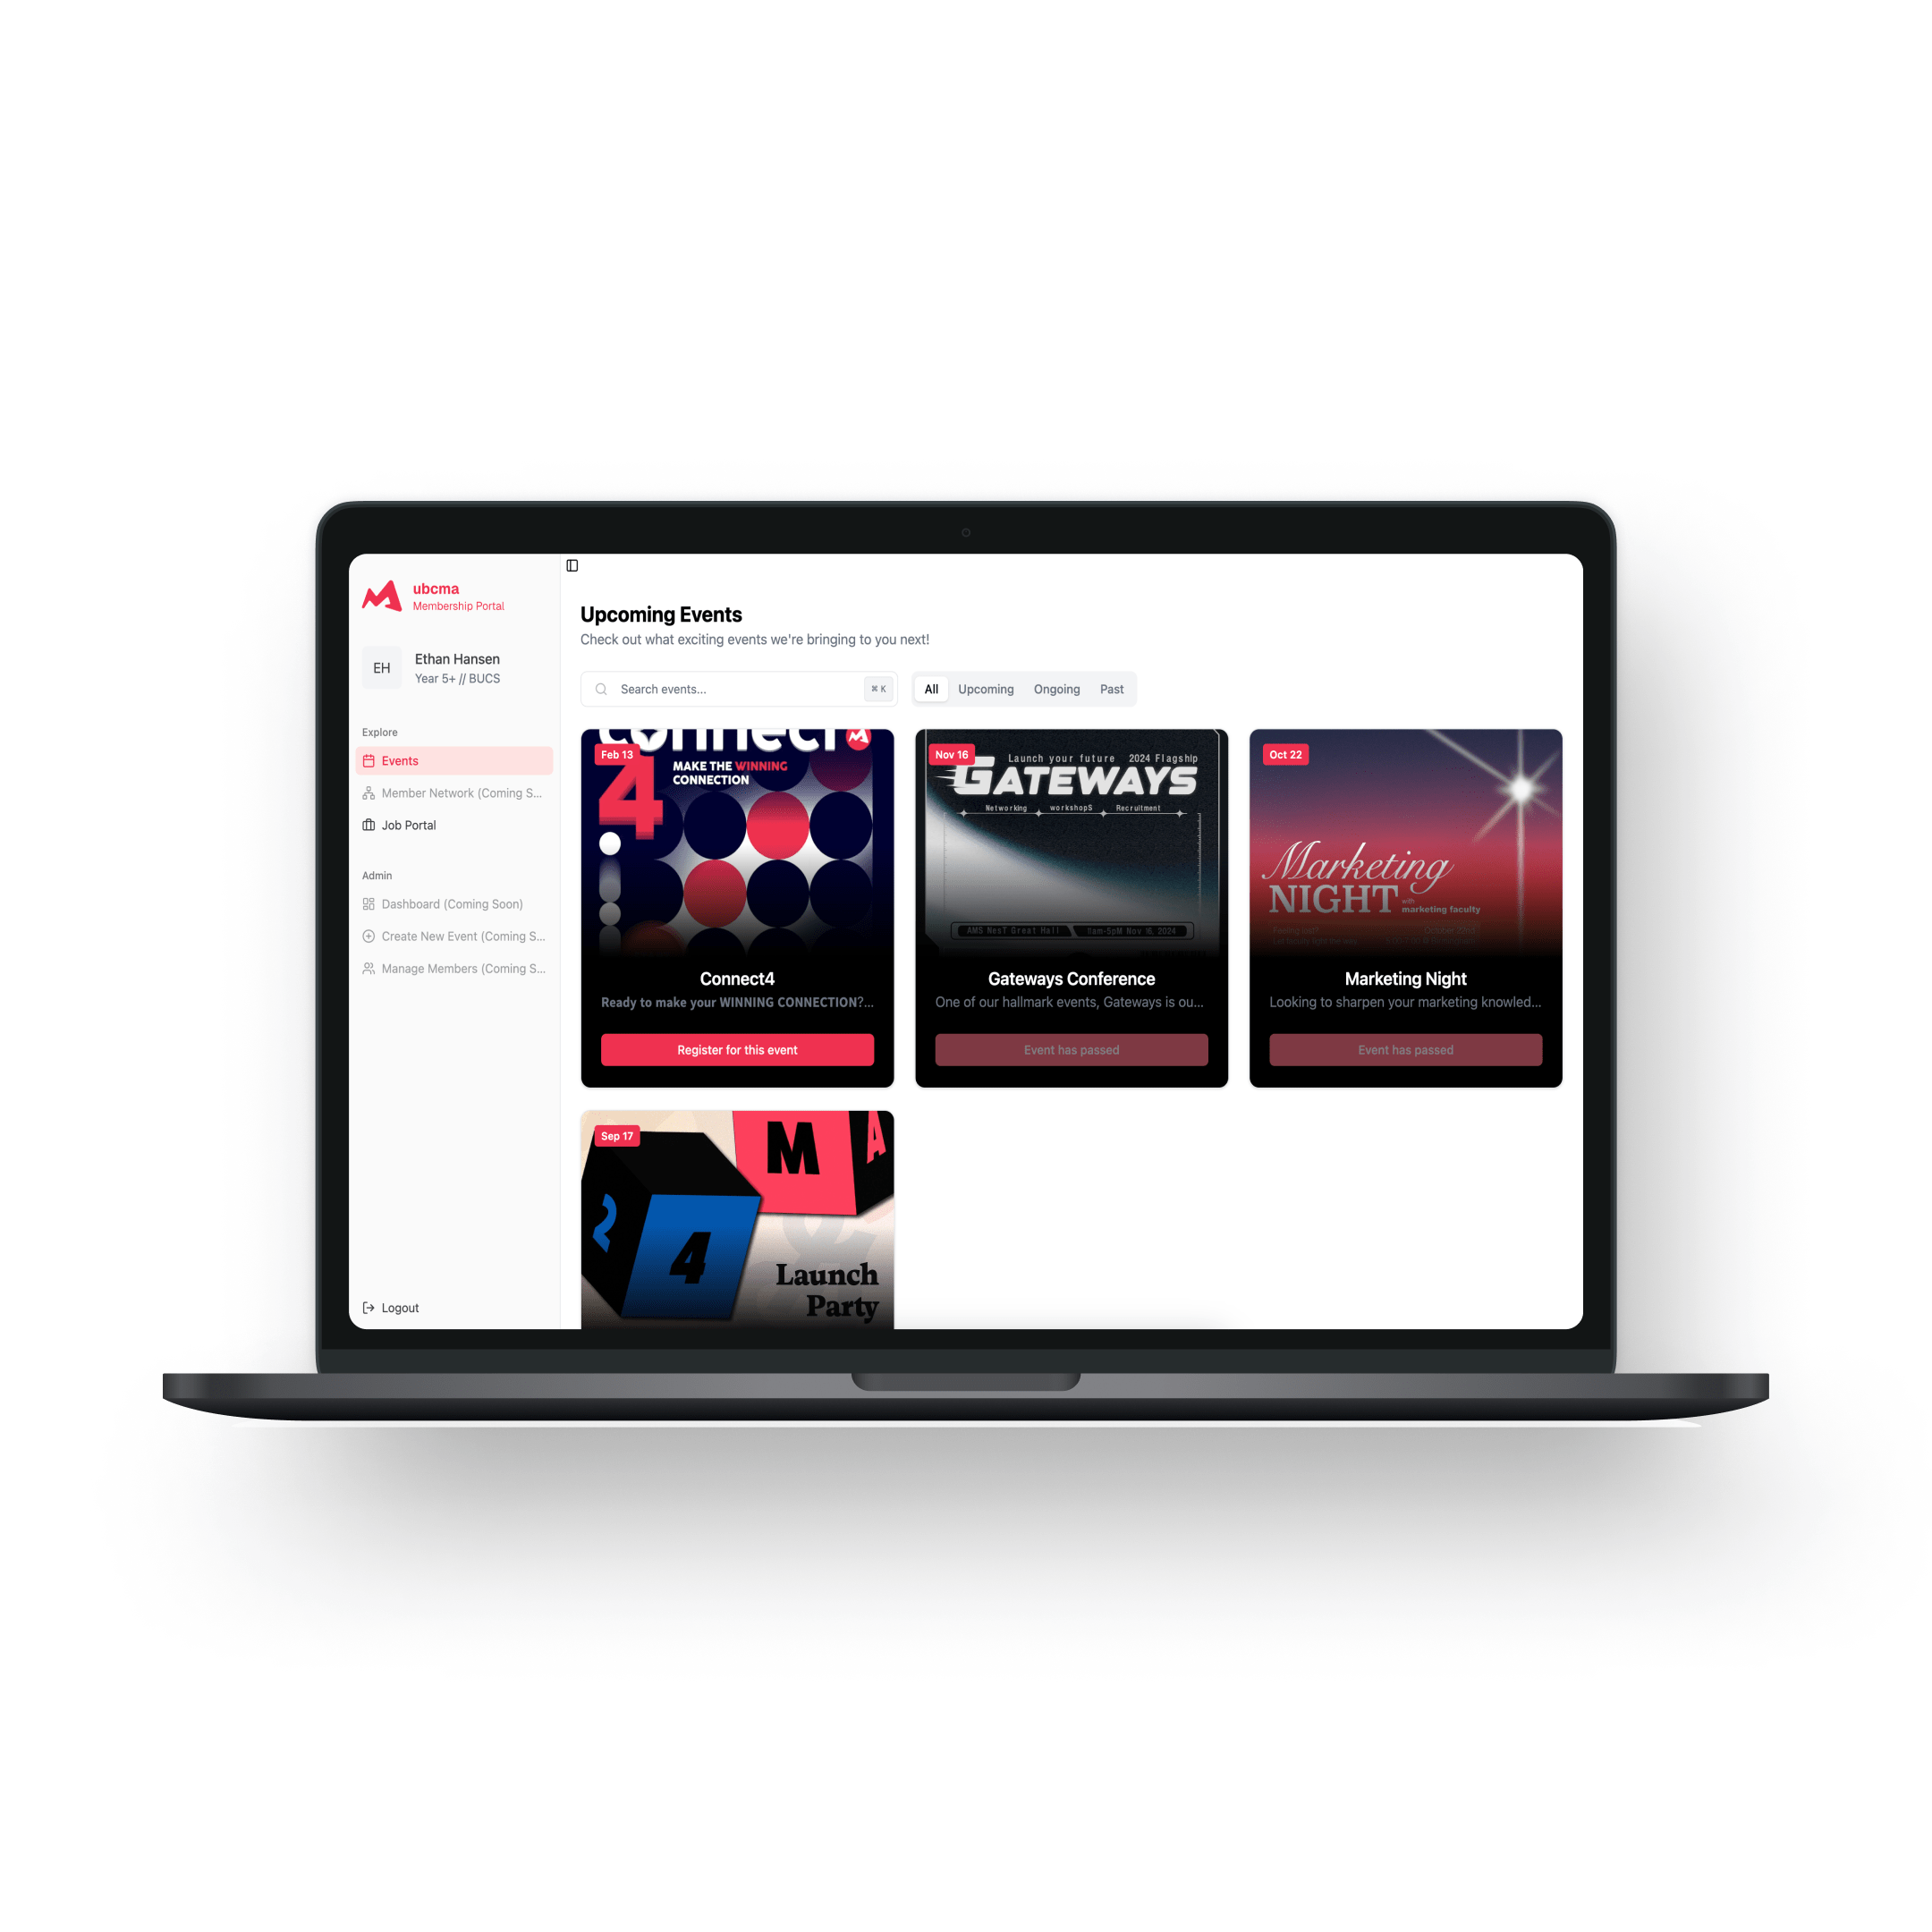 ubcma
Membership Portal
EH
Ethan Hansen
Year 5+ // BUCS
Explore
Events
Member Network (Coming S...
Job Portal
Admin
Dashboard (Coming Soon)
Create New Event (Coming S...
Manage Members (Coming S...
Logout
Upcoming Events
Check out what exciting events we're bringing to you next!
Search events...
⌘ K
All
Upcoming
Ongoing
Past
Feb 13
connect
4
MAKE THE WINNING
CONNECTION
Connect4
Ready to make your WINNING CONNECTION?...
Register for this event
Nov 16
Launch your future 2024 Flagship
GATEWAYS
Networking workshopS Recruitment
AMS NesT Great Hall 11am-5pM Nov 16, 2024
Gateways Conference
One of our hallmark events, Gateways is ou...
Event has passed
Oct 22
Marketing
NIGHT with
marketing faculty
October 22nd
Marketing Night
Looking to sharpen your marketing knowled...
Event has passed
Sep 17
M A
2 4
Launch
Party